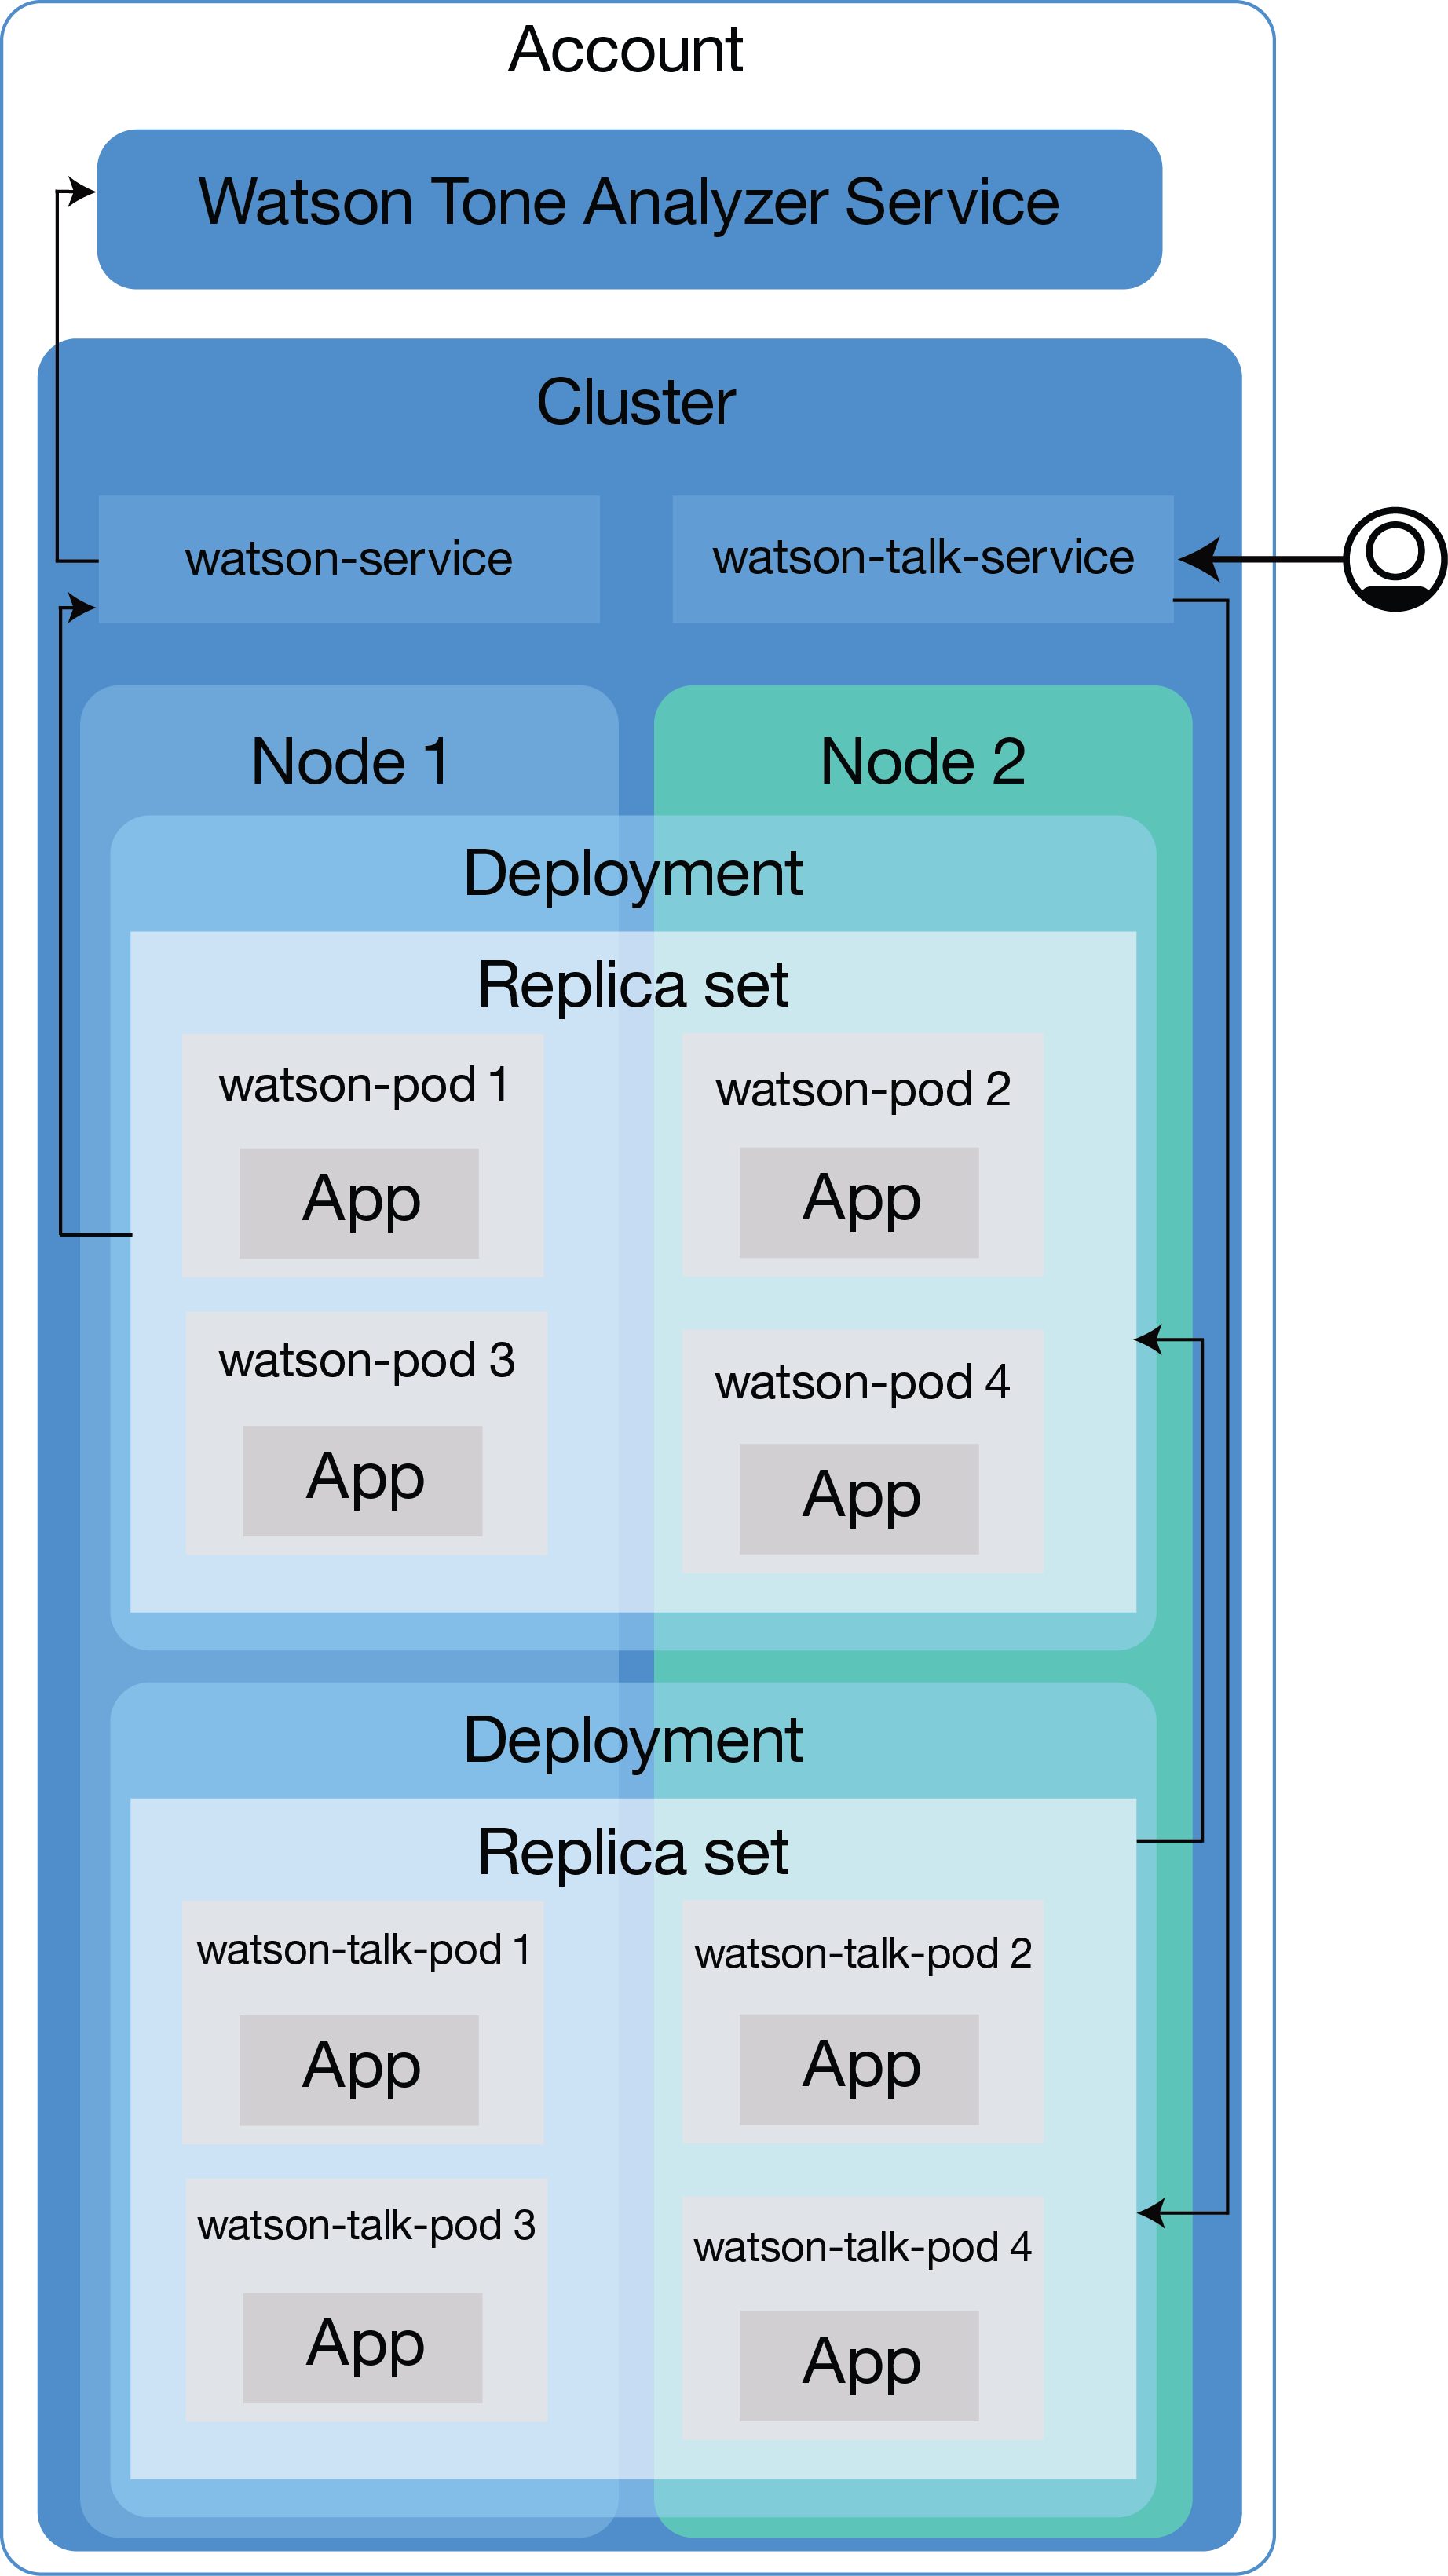 Account
Watson Tone Analyzer Service
Cluster
watson-service
watson-talk-service
Node 1
Node 2
Deployment
Replica set
watson-pod 1
App
watson-pod 2
App
watson-pod 3
App
watson-pod 4
App
Deployment
Replica set
watson-talk-pod 1
App
watson-talk-pod 2
App
watson-talk-pod 3
App
watson-talk-pod 4
App